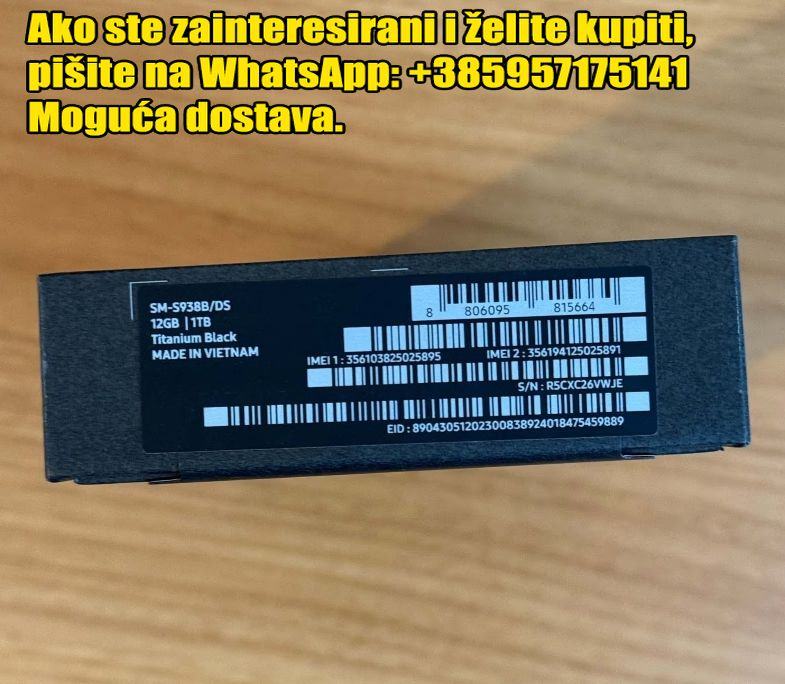 Ako ste zainteresirani i želite kupiti,
pišite na WhatsApp: +385957175141
Moguća dostava.
SM-S938B/DS
12GB | 1TB
Titanium Black
MADE IN VIETNAM
8 806095 815664
IMEI 1 : 356103825025895 IMEI 2 : 356194125025891
S/N : R5CXC26VWJE
EID : 89043051202300838924018475459889